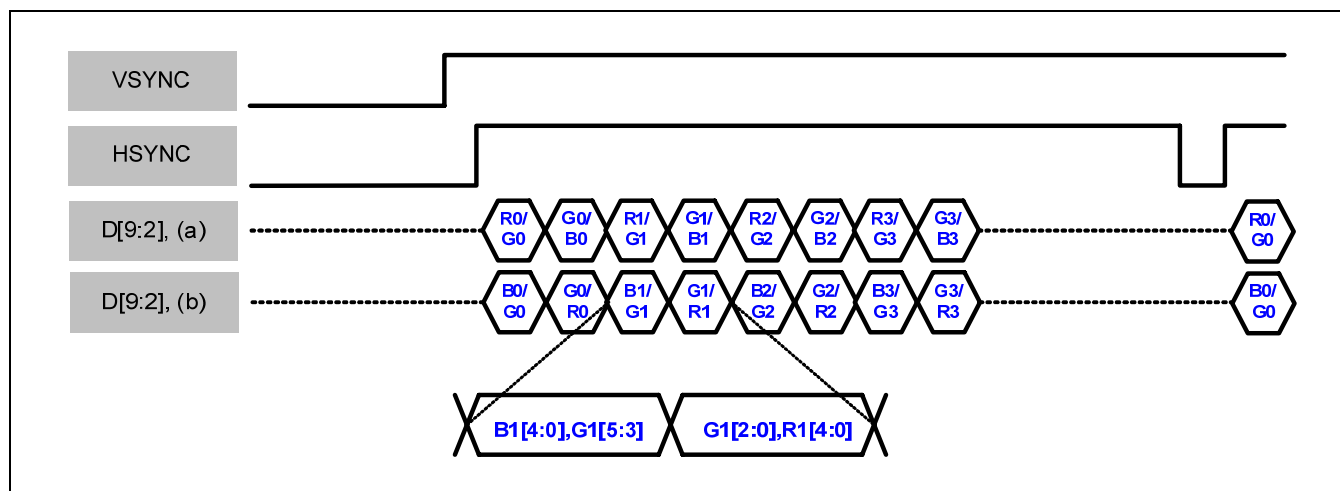 VSYNC
HSYNC
D[9:2], (a)
R0/ G0/ R1/ G1/ R2/ G2/ R3/ G3/ R0/
G0 B0 G1 B1 G2 B2 G3 B3 G0
D[9:2], (b)
B0/ G0/ B1/ G1/ B2/ G2/ B3/ G3/ B0/
G0 R0 G1 R1 G2 R2 G3 R3 G0
B1[4:0],G1[5:3] G1[2:0],R1[4:0]